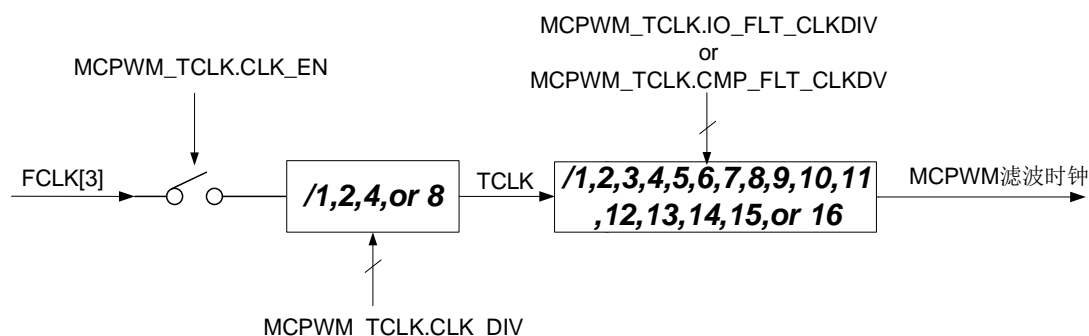 MCPWM_TCLK.IO_FLT_CLKDIV
or
MCPWM_TCLK.CMP_FLT_CLKDV
MCPWM_TCLK.CLK_EN
FCLK[3]
/1,2,4,or 8
TCLK
/1,2,3,4,5,6,7,8,9,10,11
,12,13,14,15,or 16
MCPWM滤波时钟
MCPWM_TCLK.CLK_DIV